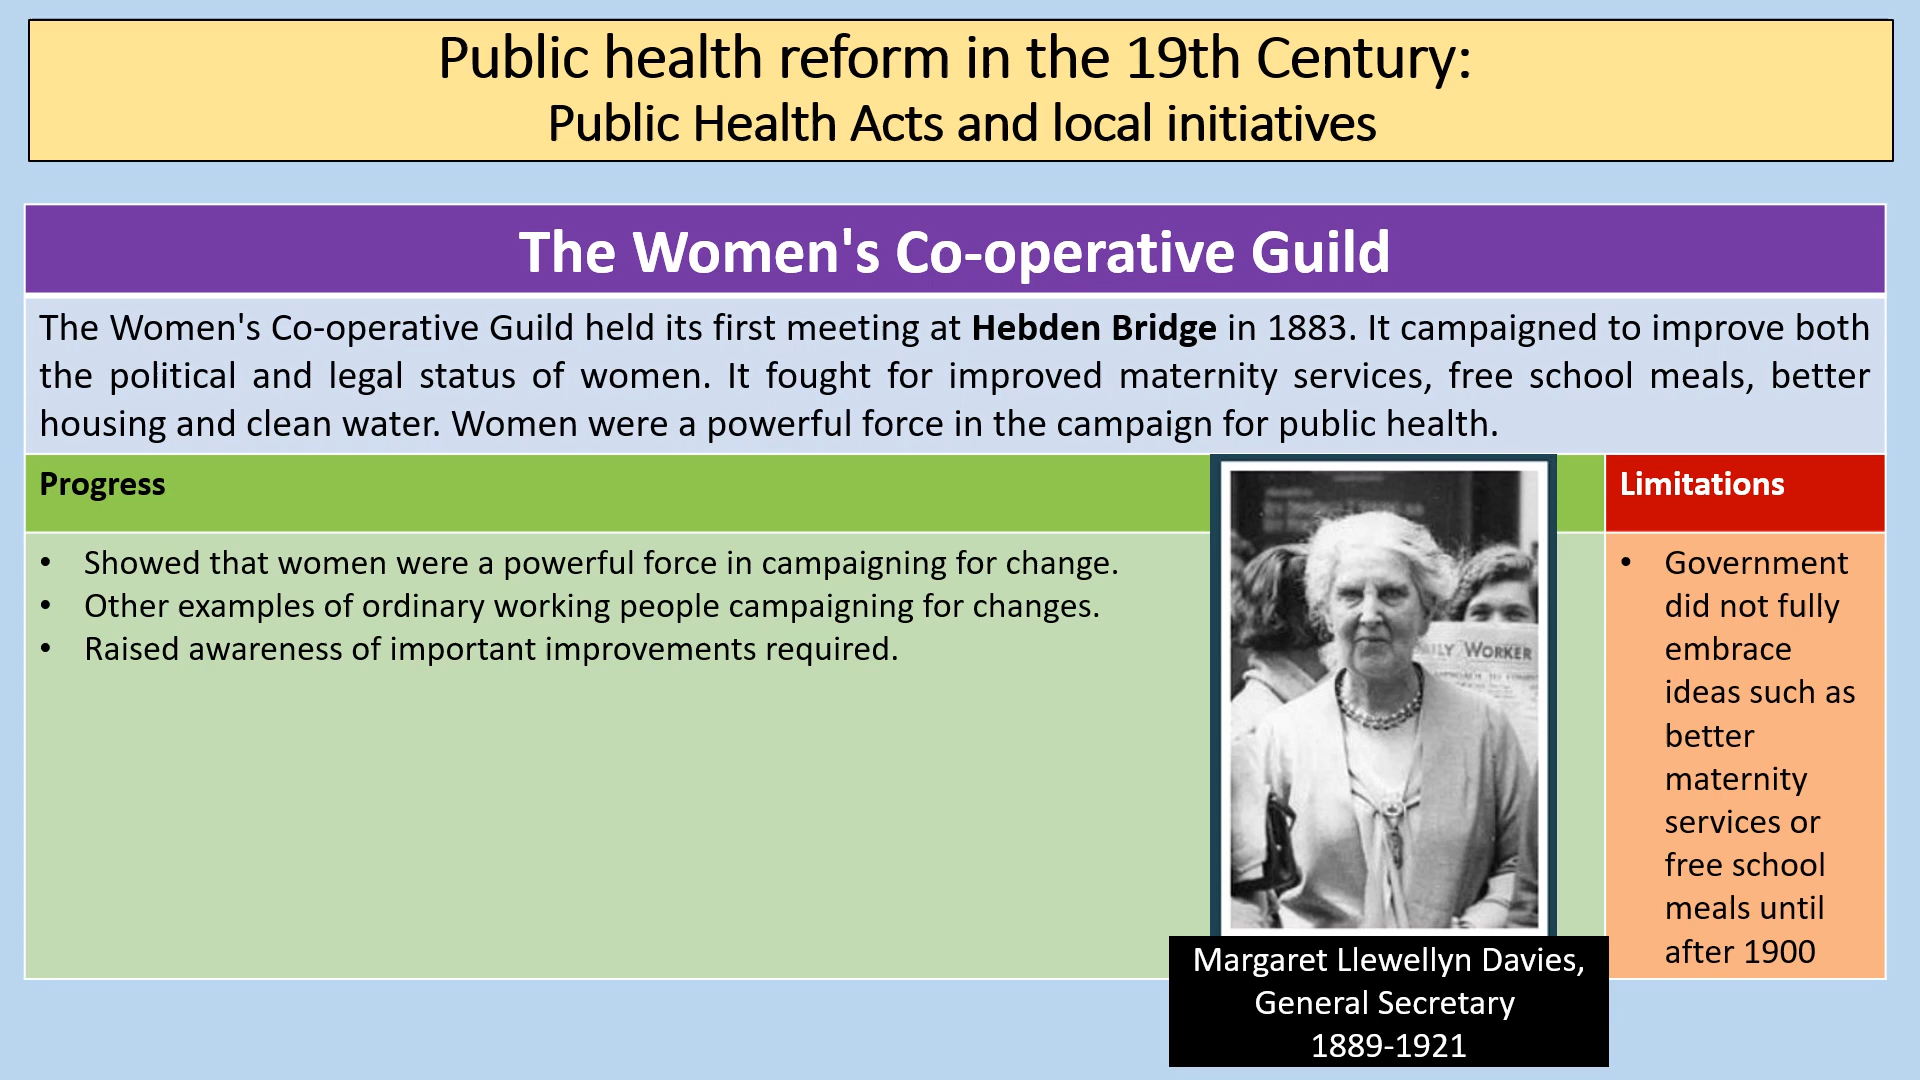 Public health reform in the 19th Century:
Public Health Acts and local initiatives
The Women's Co-operative Guild
The Women's Co-operative Guild held its first meeting at Hebden Bridge in 1883. It campaigned to improve both
the political and legal status of women. It fought for improved maternity services, free school meals, better
housing and clean water. Women were a powerful force in the campaign for public health.
Progress
• Showed that women were a powerful force in campaigning for change.
• Other examples of ordinary working people campaigning for changes.
• Raised awareness of important improvements required.
WORKER
Margaret Llewellyn Davies,
General Secretary
1889-1921
Limitations
• Government
did not fully
embrace
ideas such as
better
maternity
services or
free school
meals until
after 1900